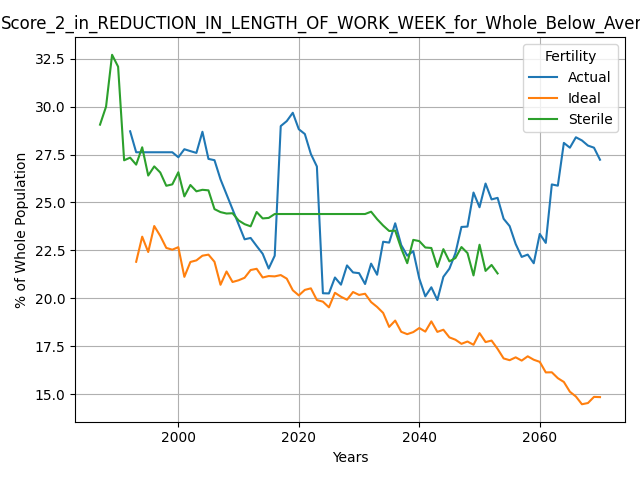 Score_2_in_REDUCTION_IN_LENGTH_OF_WORK_WEEK_for_Whole_Below_Aver
Fertility
Actual
Ideal
Sterile
32.5
30.0
27.5
25.0
22.5
20.0
17.5
15.0
% of Whole Population
2000
2020
2040
2060
Years